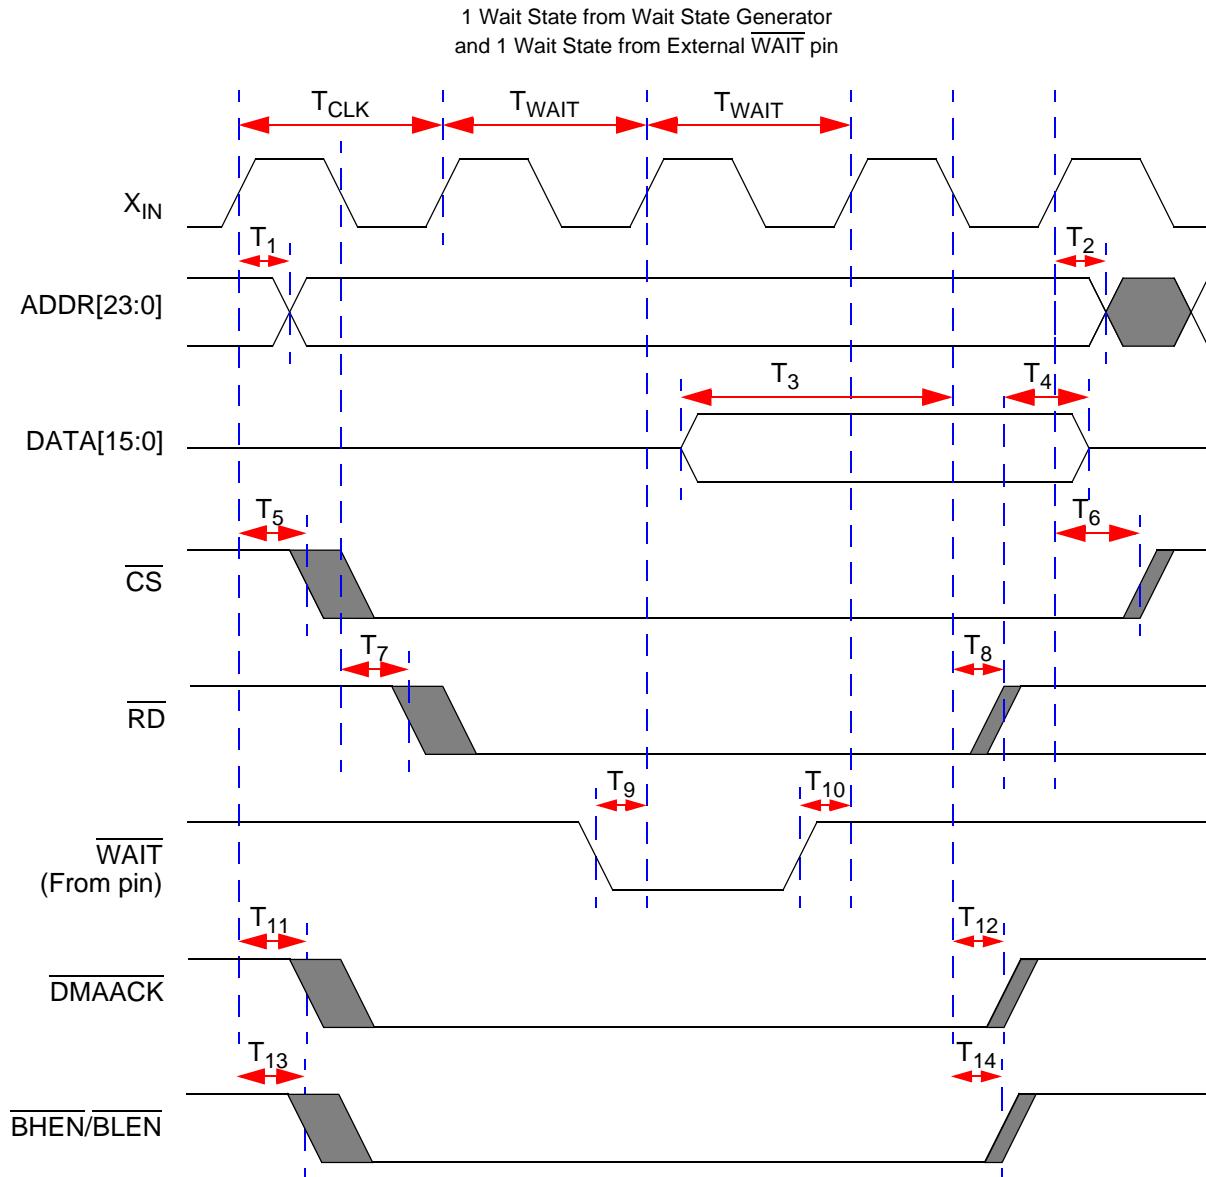 1 Wait State from Wait State Generator
and 1 Wait State from External WAIT pin
TCLK
TWAIT
TWAIT
XIN
T1
T2
ADDR[23:0]
T3
T4
DATA[15:0]
T5
T6
CS
T7
T8
RD
T9
T10
WAIT
(From pin)
T11
T12
DMAACK
T13
T14
BHEN/BLEN